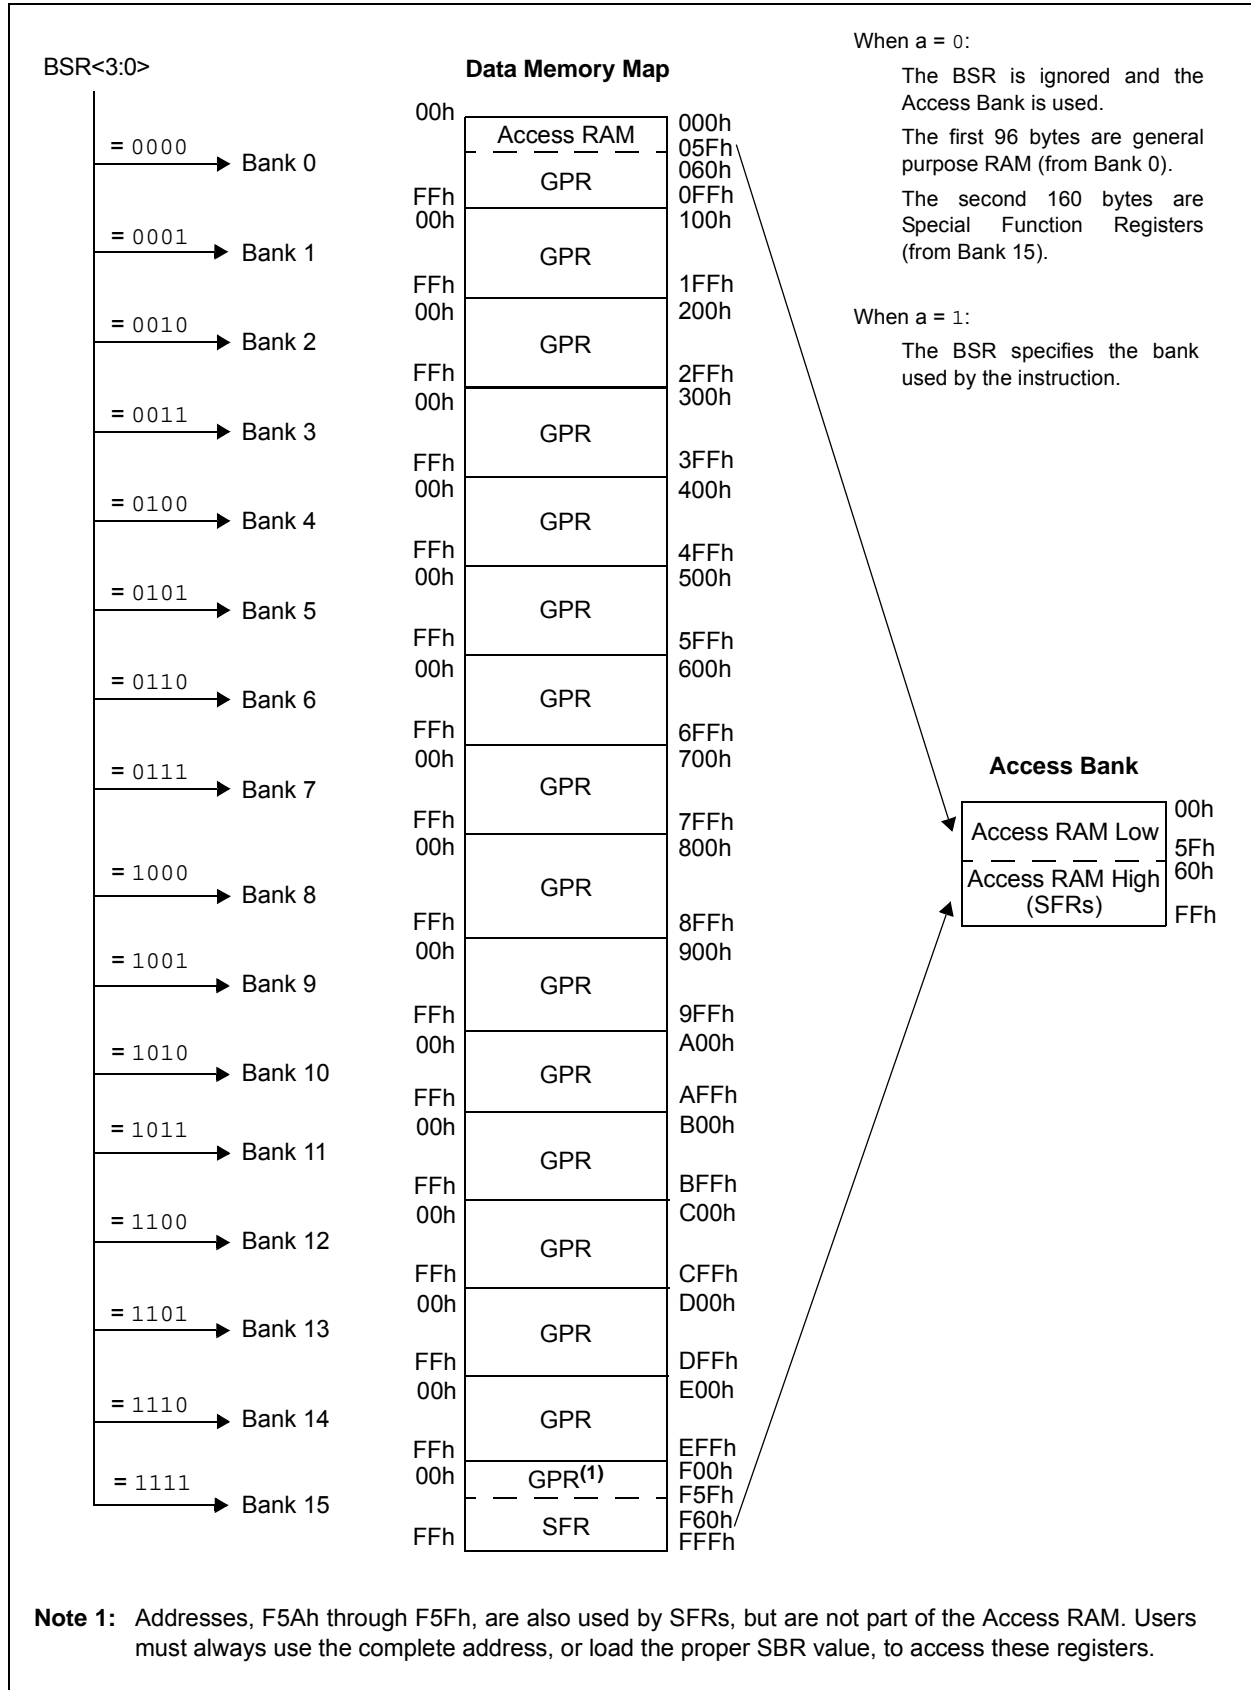 BSR<3:0>
Data Memory Map
When a = 0:
The BSR is ignored and the
Access Bank is used.
The first 96 bytes are general
purpose RAM (from Bank 0).
The second 160 bytes are
Special Function Registers
(from Bank 15).
When a = 1:
The BSR specifies the bank
used by the instruction.
= 0000
Bank 0
00h
Access RAM
000h
05Fh
GPR
060h
FFh
0FFh
= 0001
Bank 1
00h
GPR
100h
FFh
1FFh
= 0010
Bank 2
00h
GPR
200h
FFh
2FFh
= 0011
Bank 3
00h
GPR
300h
FFh
3FFh
= 0100
Bank 4
00h
GPR
400h
FFh
4FFh
= 0101
Bank 5
00h
GPR
500h
FFh
5FFh
= 0110
Bank 6
00h
GPR
600h
FFh
6FFh
= 0111
Bank 7
00h
GPR
700h
FFh
7FFh
= 1000
Bank 8
00h
GPR
800h
FFh
8FFh
= 1001
Bank 9
00h
GPR
900h
FFh
9FFh
= 1010
Bank 10
00h
GPR
A00h
FFh
AFFh
= 1011
Bank 11
00h
GPR
B00h
FFh
BFFh
= 1100
Bank 12
00h
GPR
C00h
FFh
CFFh
= 1101
Bank 13
00h
GPR
D00h
FFh
DFFh
= 1110
Bank 14
00h
GPR
E00h
FFh
EFFh
= 1111
Bank 15
00h
GPR(1)
F00h
F5Fh
SFR
F60h
FFh
FFFh
Access Bank
Access RAM Low
00h
5Fh
Access RAM High
(SFRs)
60h
FFh
Note 1: Addresses, F5Ah through F5Fh, are also used by SFRs, but are not part of the Access RAM. Users
must always use the complete address, or load the proper SBR value, to access these registers.